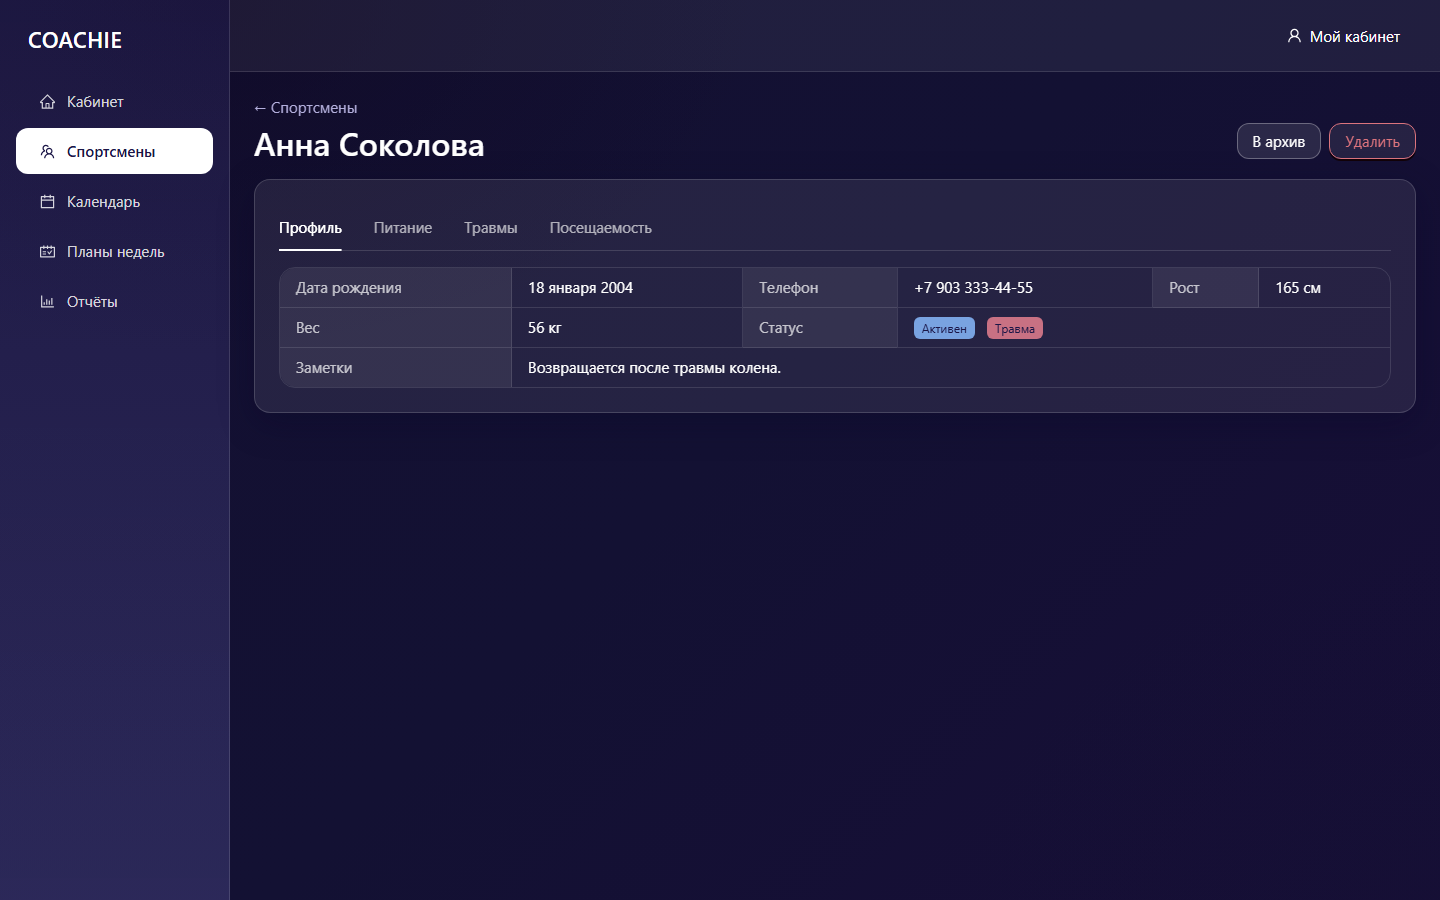 COACHIE
Мой кабинет
Кабинет
Спортсмены
Календарь
Планы недель
Отчёты
← Спортсмены
Анна Соколова
В архив Удалить
Профиль Питание Травмы Посещаемость
Дата рождения 18 января 2004 Телефон +7 903 333-44-55 Рост 165 см
Вес 56 кг Статус Активен Травма
Заметки Возвращается после травмы колена.